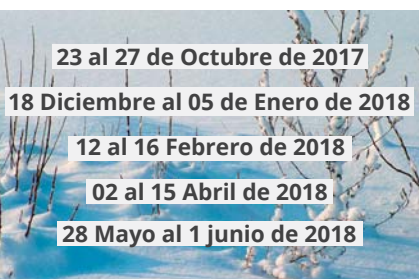 23 al 27 de Octubre de 2017
18 Diciembre al 05 de Enero de 2018
12 al 16 Febrero de 2018
02 al 15 Abril de 2018
28 Mayo al 1 junio de 2018